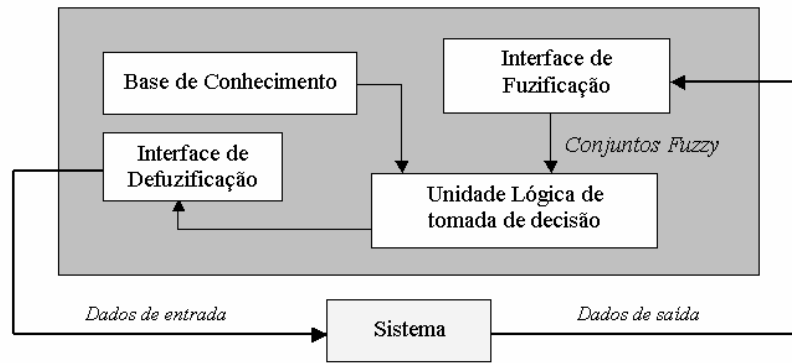 Base de Conhecimento
Interface de
Fuzificação
Conjuntos Fuzzy
Interface de
Defuzificação
Unidade Lógica de
tomada de decisão
Dados de entrada
Sistema
Dados de saída